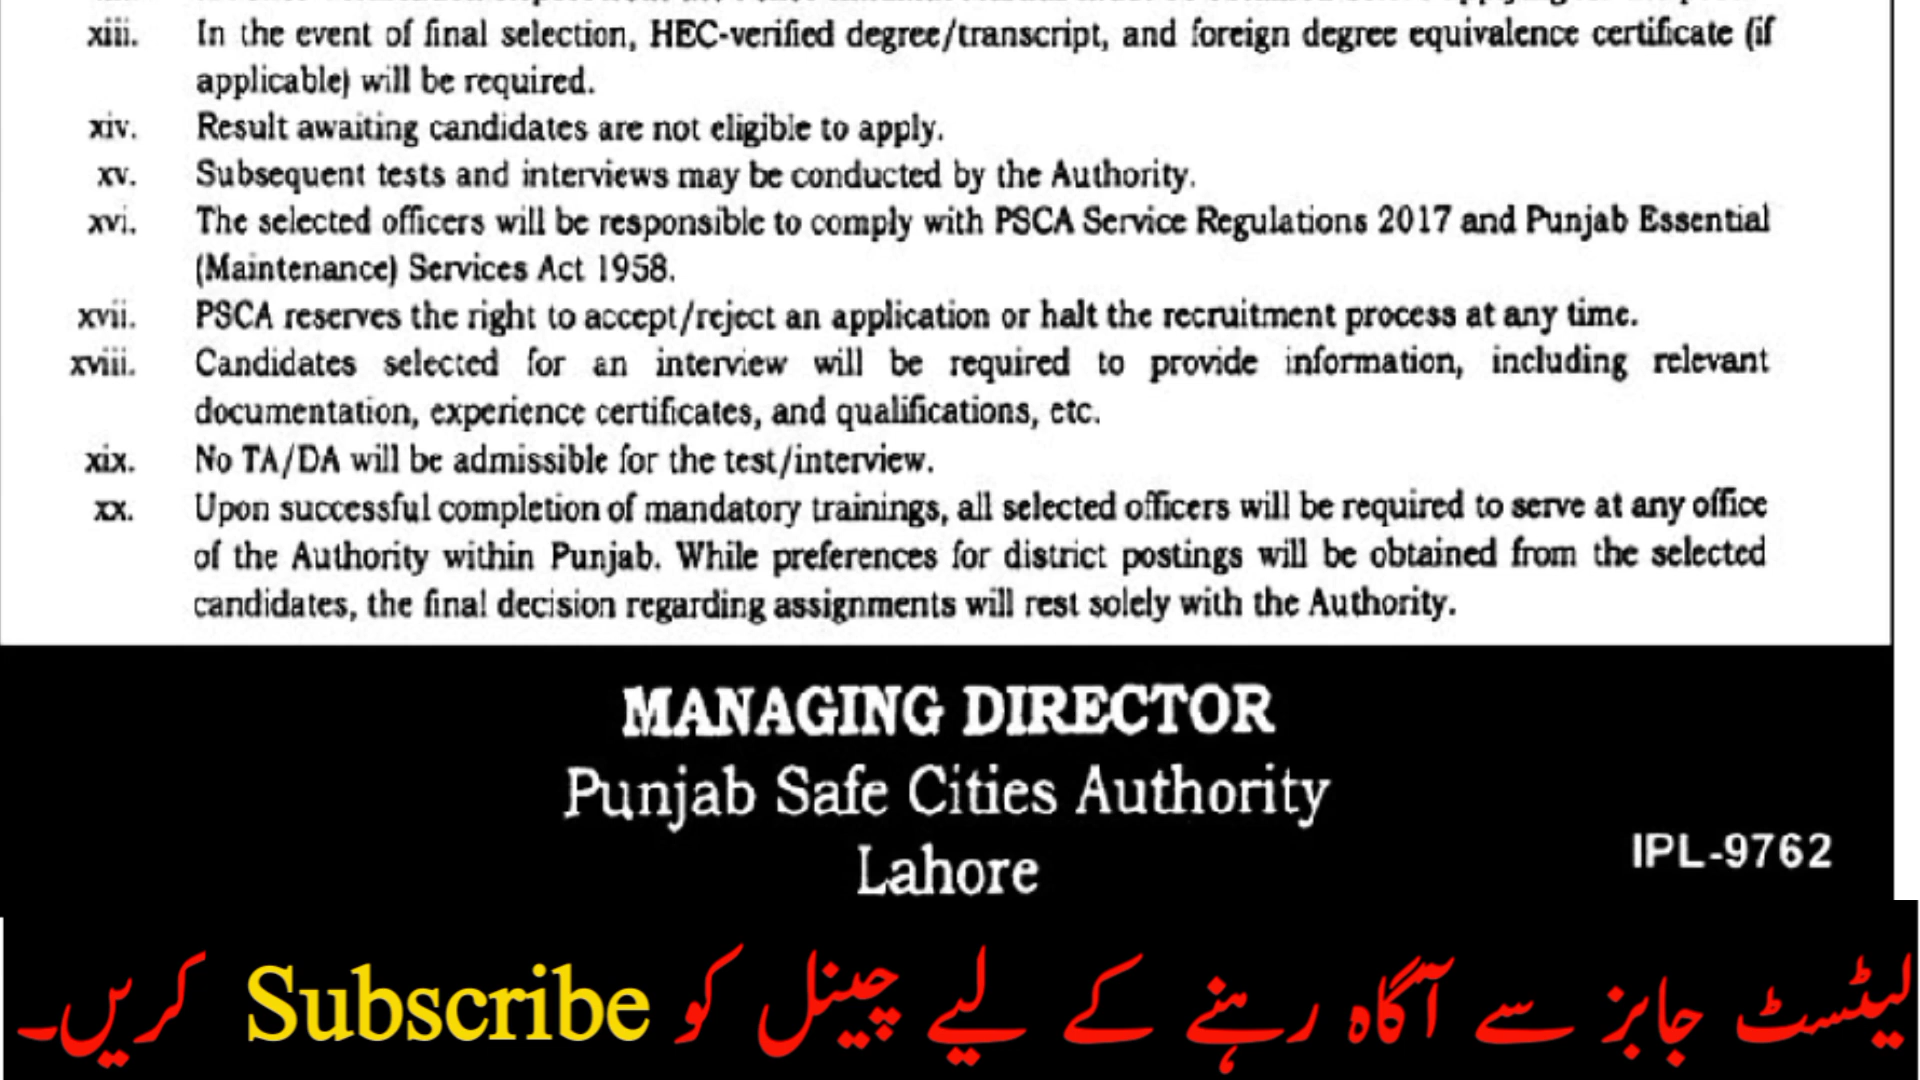 xiii. In the event of final selection, HEC-verified degree/transcript, and foreign degree equivalence certificate (if
applicable) will be required.
xiv. Result awaiting candidates are not eligible to apply.
xv. Subsequent tests and interviews may be conducted by the Authority.
xvi. The selected officers will be responsible to comply with PSCA Service Regulations 2017 and Punjab Essential
(Maintenance) Services Act 1958.
xvii. PSCA reserves the right to accept/reject an application or halt the recruitment process at any time.
xviii. Candidates selected for an interview will be required to provide information, including relevant
documentation, experience certificates, and qualifications, etc.
xix. No TA/DA will be admissible for the test/interview.
xx. Upon successful completion of mandatory trainings, all selected officers will be required to serve at any office
of the Authority within Punjab. While preferences for district postings will be obtained from the selected
candidates, the final decision regarding assignments will rest solely with the Authority.
MANAGING DIRECTOR
Punjab Safe Cities Authority
Lahore
IPL-9762
لیٹسٹ جابز سے آگاہ رہنے کے لیے چینل کو Subscribe کریں۔